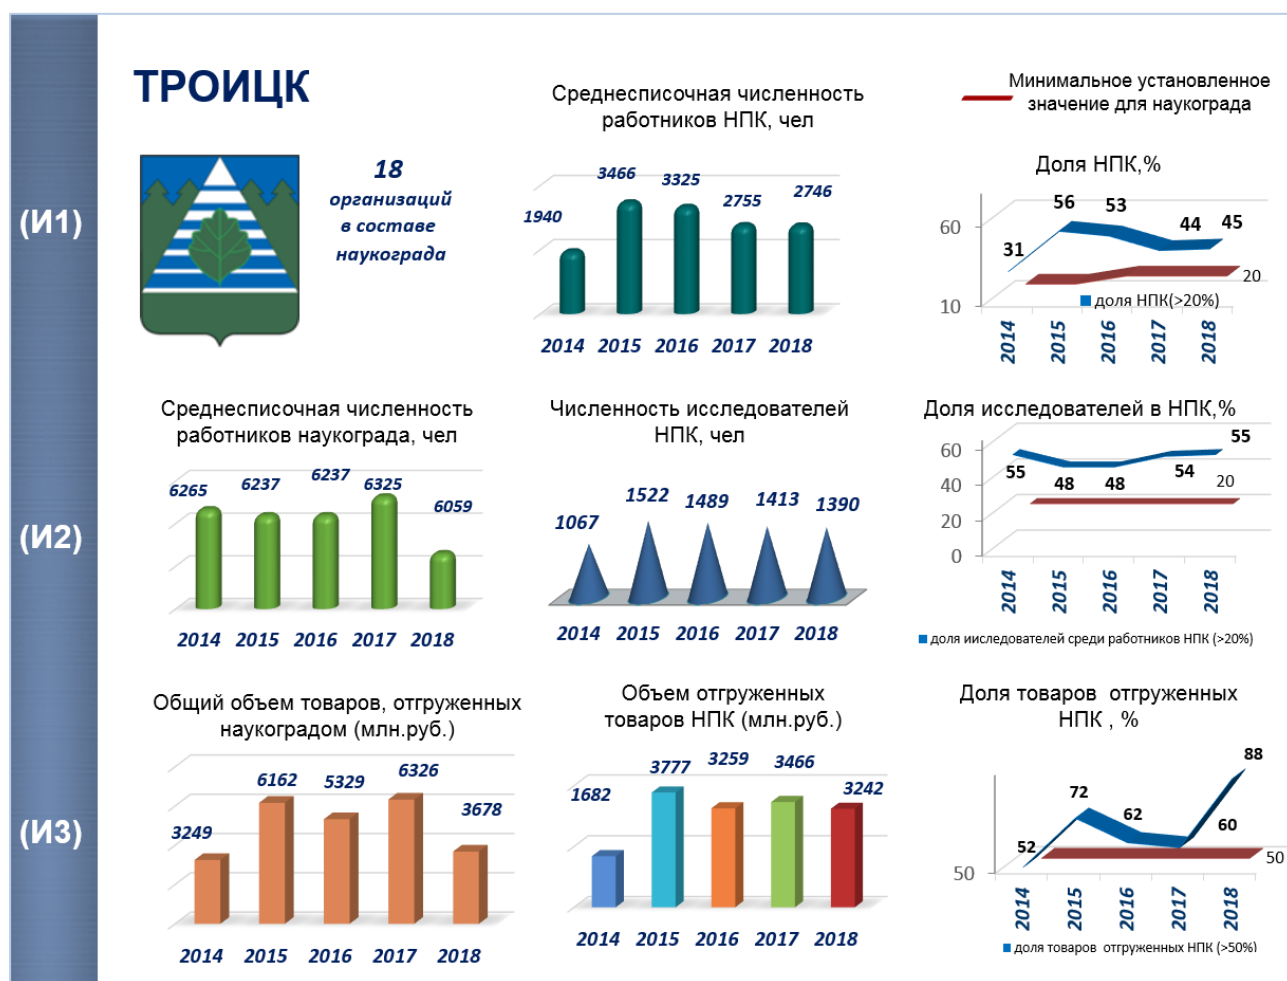 ТРОИЦК
Минимальное установленное
значение для наукограда
(И1)
18
организаций
в составе
наукограда
Среднесписочная численность
работников НПК, чел
1940
3466
3325
2755
2746
2014 2015 2016 2017 2018
Доля НПК,%
60
10
31
56
53
44
45
20
доля НПК(>20%)
2014
2015
2016
2017
2018
(И2)
Среднесписочная численность
работников наукограда, чел
6265
6237
6237
6325
6059
2014 2015 2016 2017 2018
Численность исследователей
НПК, чел
1067
1522
1489
1413
1390
2014 2015 2016 2017 2018
Доля исследователей в НПК,%
60
40
20
0
55
48
48
54
55
20
2014
2015
2016
2017
2018
доля ииследователей среди работников НПК (>20%)
(И3)
Общий объем товаров, отгруженных
наукоградом (млн.руб.)
3249
6162
5329
6326
3678
2014 2015 2016 2017 2018
Объем отгруженных
товаров НПК (млн.руб.)
1682
3777
3259
3466
3242
2014 2015 2016 2017 2018
Доля товаров отгруженных
НПК , %
50
52
72
62
60
88
50
2014
2015
2016
2017
2018
доля товаров отгруженных НПК (>50%)